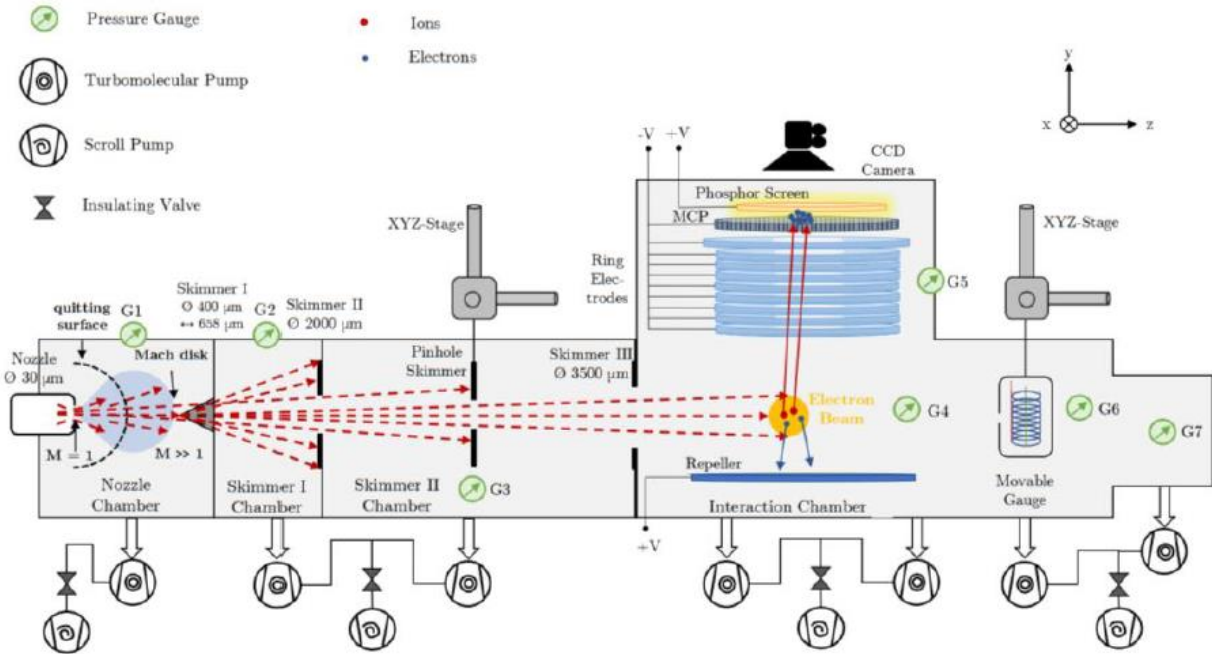 Pressure Gauge
Turbomolecular Pump
Scroll Pump
Insulating Valve
Ions
Electrons
y
x
z
-V
+V
CCD
Camera
Phosphor Screen
MCP
XYZ-Stage
XYZ-Stage
Ring
Elec-
trodes
G5
quitting
surface
G1
Skimmer I
Ø 400 μm
↔ 658 μm
G2
Skimmer II
Ø 2000 μm
Mach disk
Nozzle
Ø 30 μm
Pinhole
Skimmer
Skimmer III
Ø 3500 μm
Electron
Beam
G4
G6
G7
M = 1
M ≫ 1
Repeller
G3
Movable
Gauge
Nozzle
Chamber
Skimmer I
Chamber
Skimmer II
Chamber
Interaction Chamber
+V